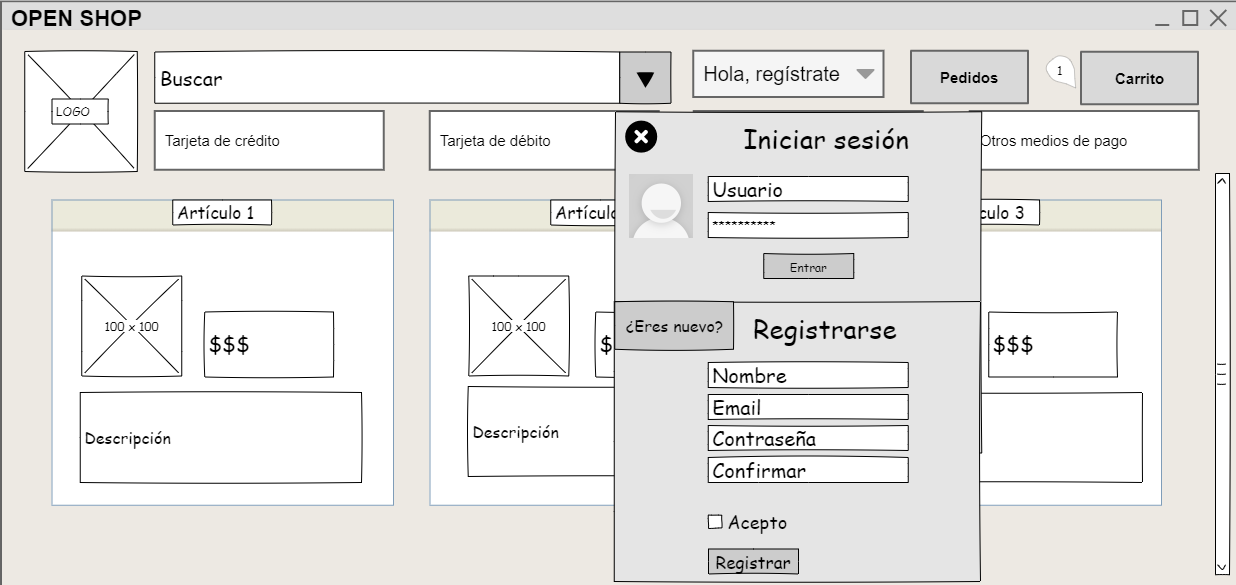 OPEN SHOP
LOGO
Buscar
Hola, regístrate
Pedidos
1
Carrito
Tarjeta de crédito
Tarjeta de débito
Otros medios de pago
Artículo 1
100 x 100
$$$
Descripción
Artícul
100 x 100
$
Descripción
culo 3
$$$
Iniciar sesión
Usuario
**********
Entrar
¿Eres nuevo?
Registrarse
Nombre
Email
Contraseña
Confirmar
Acepto
Registrar